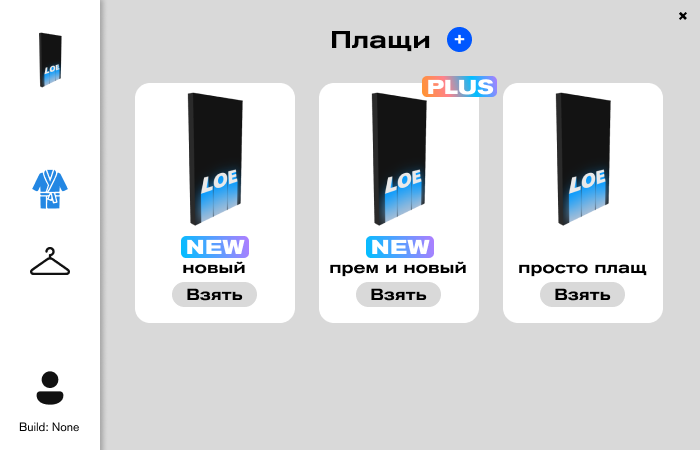 Плащи +
PLUS
LOE LOE LOE
NEW NEW
новый прем и новый просто плащ
Взять Взять Взять
LOE
Build: None